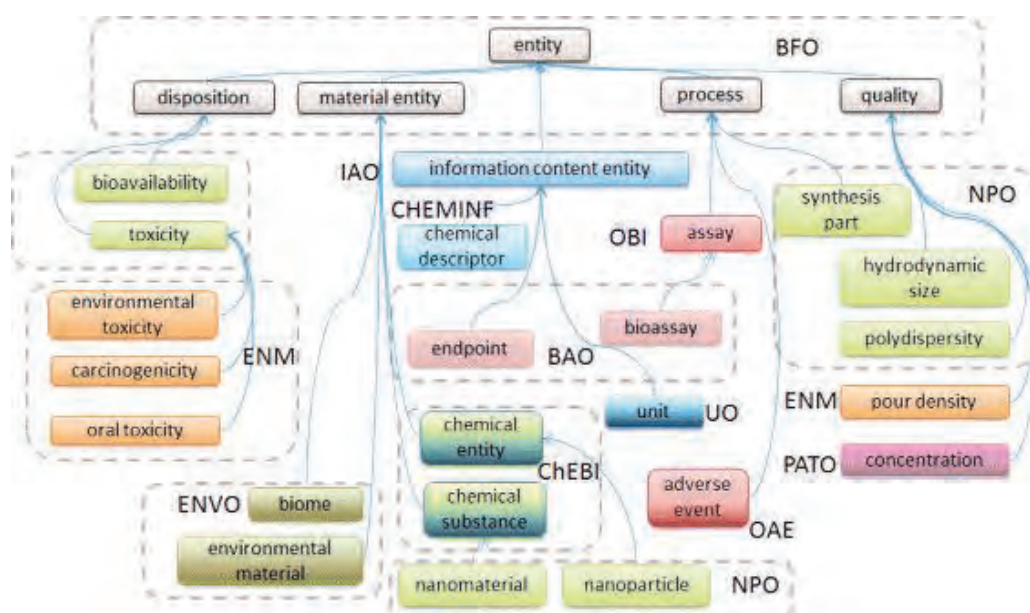 entity
BFO
disposition
material entity
process
quality
bioavailability
IAO
information content entity
NPO
synthesis
part
CHEMINF
toxicity
chemical
descriptor
OBI
assay
hydrodynamic
size
environmental
toxicity
bioassay
polydispersity
endpoint
BAO
ENM
carcinogenicity
unit
UO
ENM
pour density
oral toxicity
chemical
entity
ChEBI
PATO
concentration
ENVO
biome
chemical
substance
adverse
event
OAE
environmental
material
nanomaterial
nanoparticle
NPO